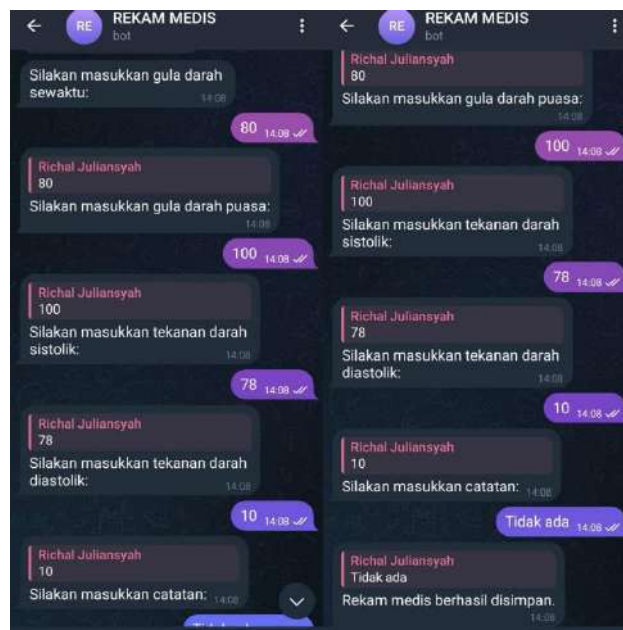 RE
REKAM MEDIS
bot
Silakan masukkan gula darah
sewaktu:
14:08
80 14:08
Richal Juliansyah
80
Silakan masukkan gula darah puasa:
14:08
100 14:08
Richal Juliansyah
100
Silakan masukkan tekanan darah
sistolik:
14:08
78 14:08
Richal Juliansyah
78
Silakan masukkan tekanan darah
diastolik:
14:08
10 14:08
Richal Juliansyah
10
Silakan masukkan catatan: 14:08
RE
REKAM MEDIS
bot
Richal Juliansyah
80
Silakan masukkan gula darah puasa:
14:08
100 14:08
Richal Juliansyah
100
Silakan masukkan tekanan darah
sistolik:
14:08
78 14:08
Richal Juliansyah
78
Silakan masukkan tekanan darah
diastolik:
14:08
10 14:08
Richal Juliansyah
10
Silakan masukkan catatan: 14:08
Tidak ada 14:08
Richal Juliansyah
Tidak ada
Rekam medis berhasil disimpan.
14:08